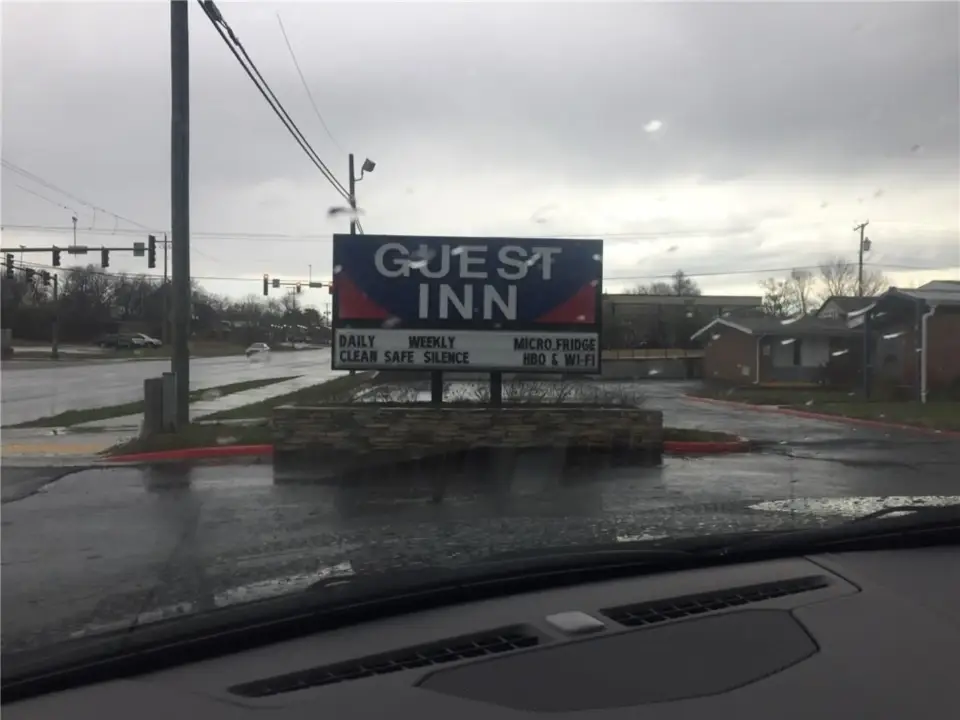 GUEST
INN
DAILY WEEKLY MICRO,FRIDGE
CLEAN SAFE SILENCE HBO & WI-FI